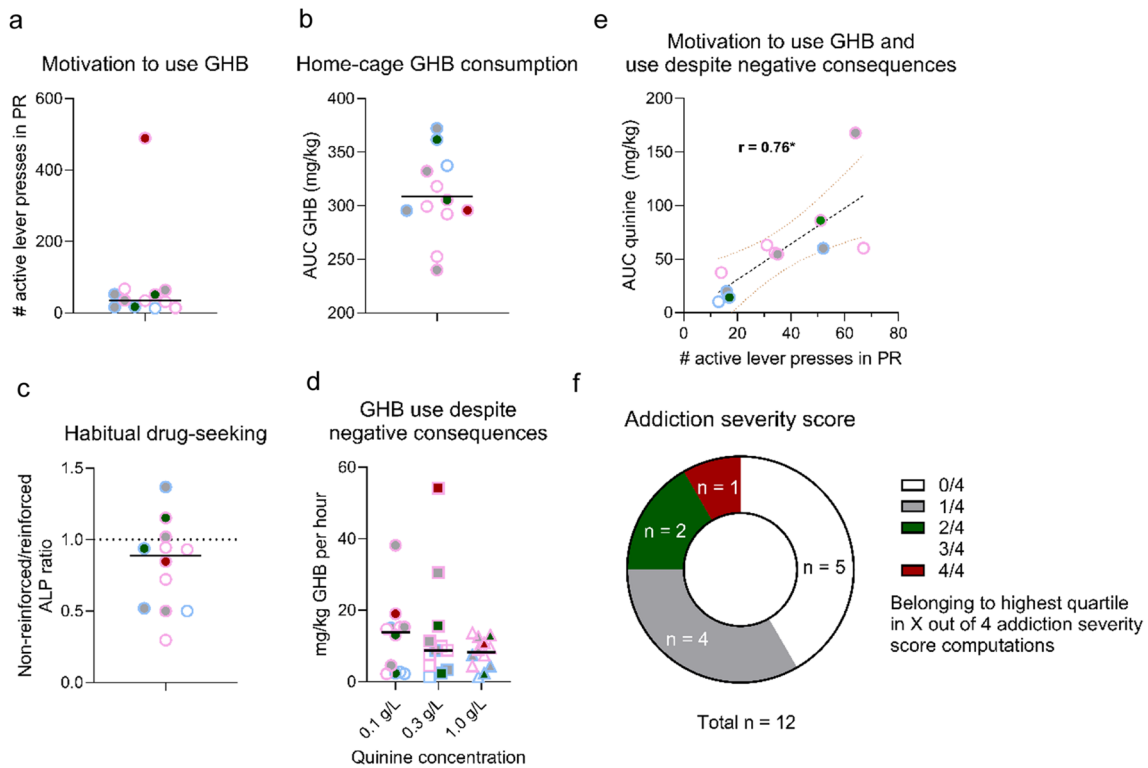 a
Motivation to use GHB
# active lever presses in PR
600
400
200
0
b
Home-cage GHB consumption
AUC GHB (mg/kg)
400
350
300
250
200
e
Motivation to use GHB and
use despite negative consequences
AUC quinine (mg/kg)
200
150
100
50
0
r = 0.76*
0 20 40 60 80
# active lever presses in PR
c
Habitual drug-seeking
Non-reinforced/reinforced
ALP ratio
1.5
1.0
0.5
0.0
d
GHB use despite
negative consequences
mg/kg GHB per hour
60
40
20
0
0.1 g/L 0.3 g/L 1.0 g/L
Quinine concentration
f
Addiction severity score
n = 1
n = 2
n = 5
n = 4
0/4
1/4
2/4
3/4
4/4
Belonging to highest quartile
in X out of 4 addiction severity
score computations
Total n = 12